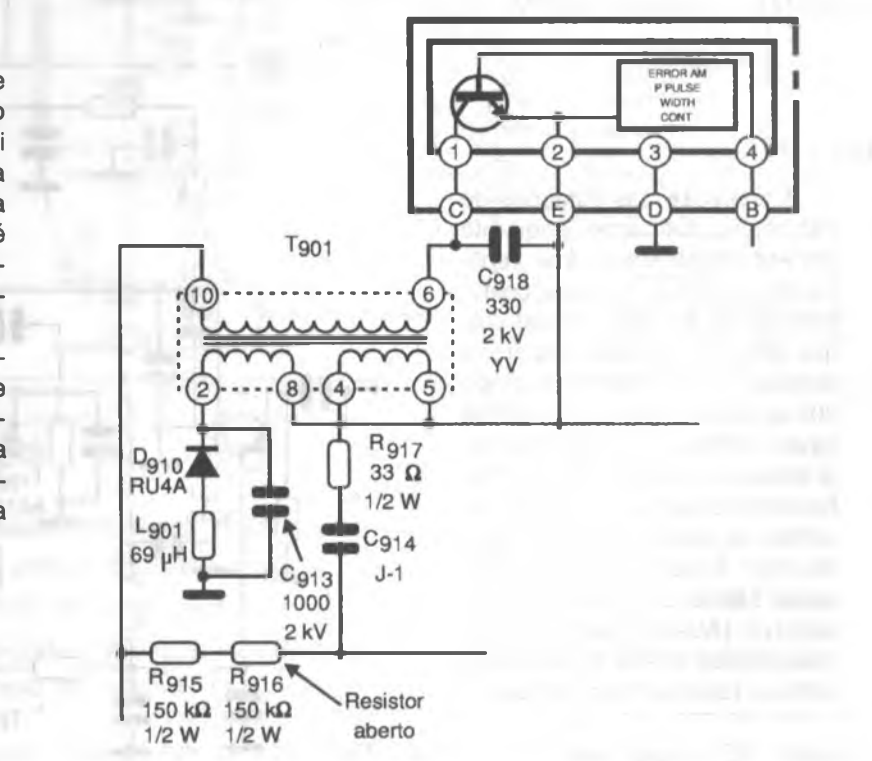 ERROR AM
P PULSE
WIDTH
CONT
1
2
3
4
C
E
D
B
T901
10
6
C918
330
2 kV
YV
2
8
4
5
D910
RU4A
R917
33 Ω
1/2 W
L901
69 µH
C914
J-1
C913
1000
2 kV
R915
150 kΩ
1/2 W
R916
150 kΩ
1/2 W
Resistor
aberto